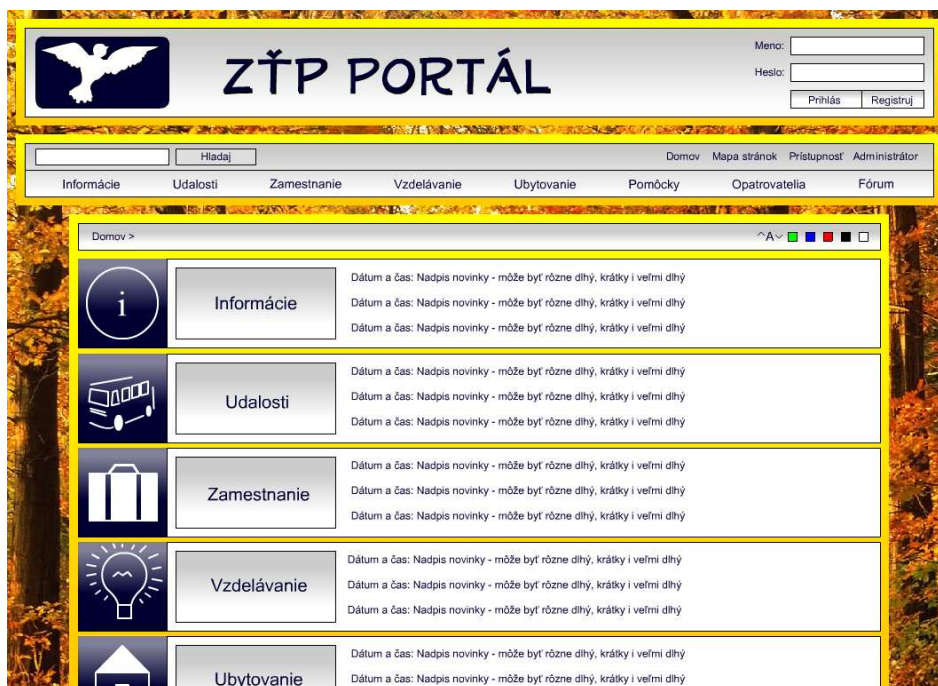 ZŤP PORTÁL
Meno:
Heslo:
Prihlás Registruj
Hladaj
Domov Mapa stránok Prístupnosť Administrátor
Informácie Udalosti Zamestnanie Vzdelávanie Ubytovanie Pomôcky Opatrovatelia Fórum
Domov > ^A
i
Informácie
Dátum a čas: Nadpis novinky - môže byť rôzne dlhý, krátky i veľmi dlhý
Dátum a čas: Nadpis novinky - môže byť rôzne dlhý, krátky i veľmi dlhý
Dátum a čas: Nadpis novinky - môže byť rôzne dlhý, krátky i veľmi dlhý
Udalosti
Dátum a čas: Nadpis novinky - môže byť rôzne dlhý, krátky i veľmi dlhý
Dátum a čas: Nadpis novinky - môže byť rôzne dlhý, krátky i veľmi dlhý
Dátum a čas: Nadpis novinky - môže byť rôzne dlhý, krátky i veľmi dlhý
Zamestnanie
Dátum a čas: Nadpis novinky - môže byť rôzne dlhý, krátky i veľmi dlhý
Dátum a čas: Nadpis novinky - môže byť rôzne dlhý, krátky i veľmi dlhý
Dátum a čas: Nadpis novinky - môže byť rôzne dlhý, krátky i veľmi dlhý
Vzdelávanie
Dátum a čas: Nadpis novinky - môže byť rôzne dlhý, krátky i veľmi dlhý
Dátum a čas: Nadpis novinky - môže byť rôzne dlhý, krátky i veľmi dlhý
Dátum a čas: Nadpis novinky - môže byť rôzne dlhý, krátky i veľmi dlhý
Ubytovanie
Dátum a čas: Nadpis novinky - môže byť rôzne dlhý, krátky i veľmi dlhý
Dátum a čas: Nadpis novinky - môže byť rôzne dlhý, krátky i veľmi dlhý